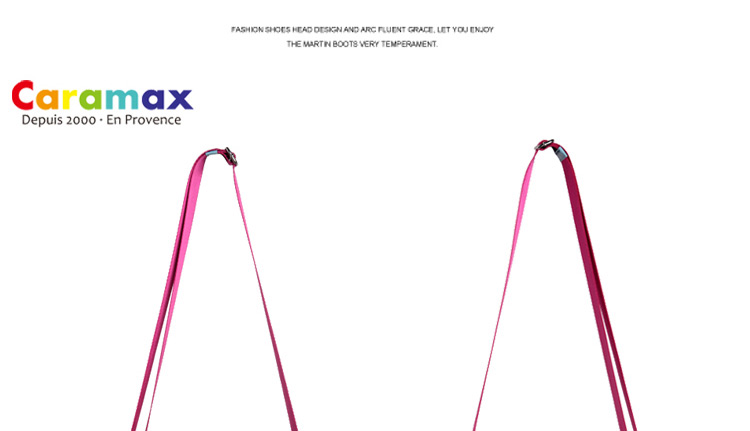 FASHION SHOES HEAD DESIGN AND ARC FLUENT GRACE, LET YOU ENJOY
THE MARTIN BOOTS VERY TEMPERAMENT.
Caramax
Depuis 2000 · En Provence